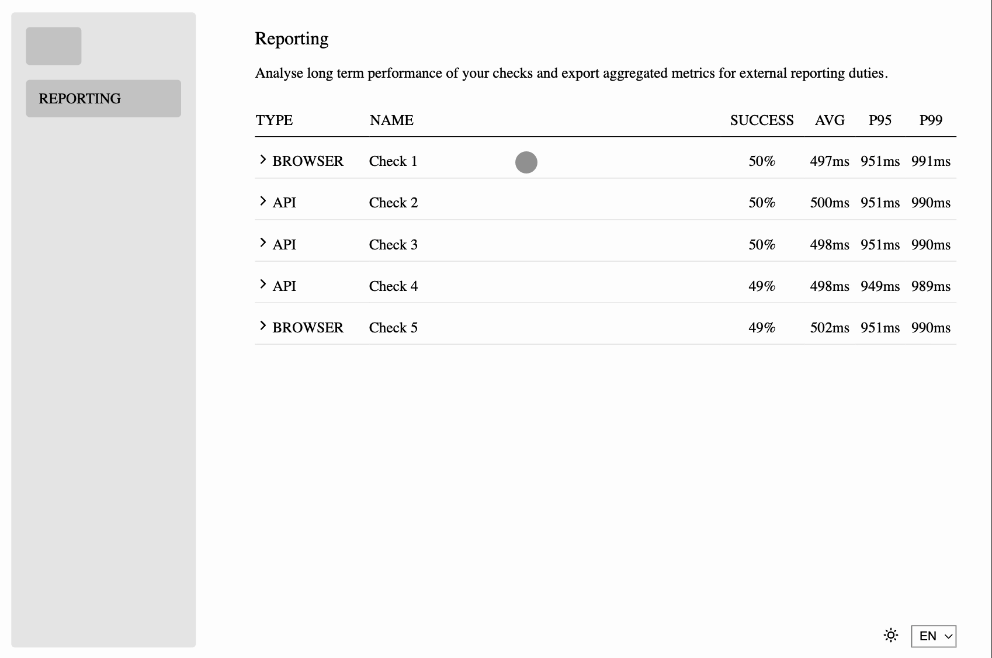 REPORTING
Reporting
Analyse long term performance of your checks and export aggregated metrics for external reporting duties.
TYPE NAME SUCCESS AVG P95 P99
BROWSER Check 1 50% 497ms 951ms 991ms
API Check 2 50% 500ms 951ms 990ms
API Check 3 50% 498ms 951ms 990ms
API Check 4 49% 498ms 949ms 989ms
BROWSER Check 5 49% 502ms 951ms 990ms
EN